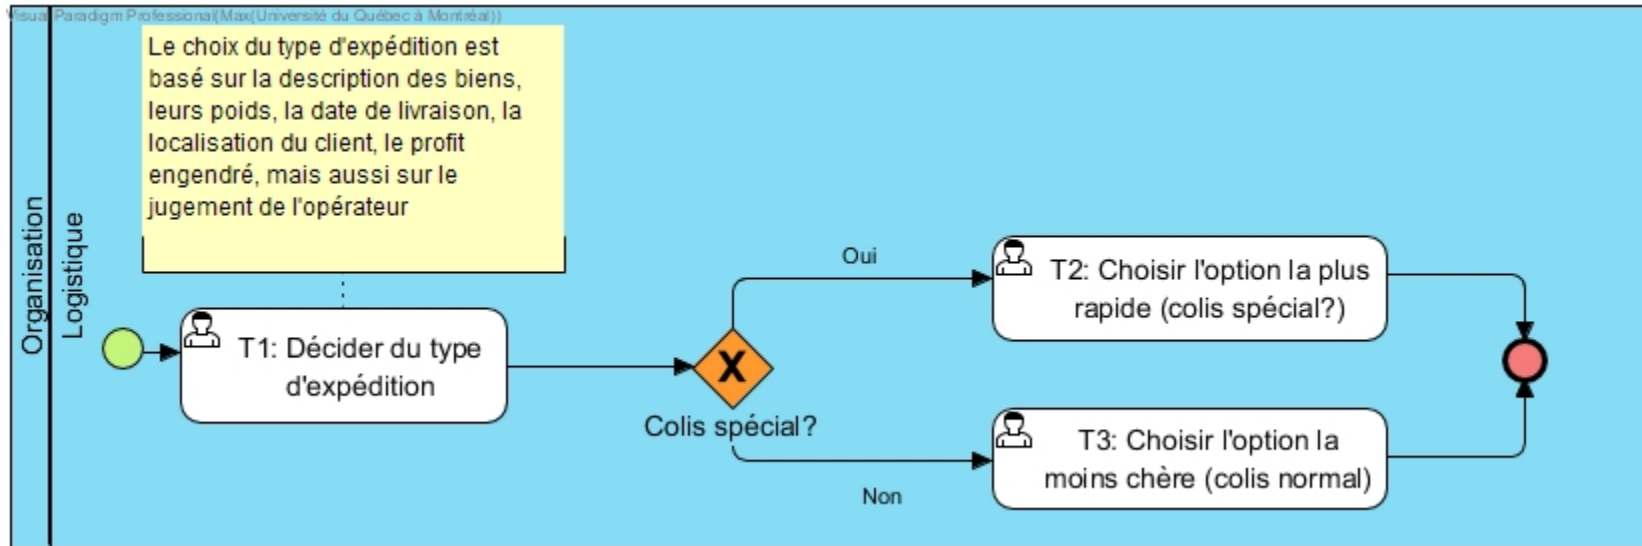 Visual Paradigm Professional(Max(Université du Québec à Montréal))
Le choix du type d'expédition est
basé sur la description des biens,
leurs poids, la date de livraison, la
localisation du client, le profit
engendré, mais aussi sur le
jugement de l'opérateur
Organisation
Logistique
T1: Décider du type
d'expédition
X
Colis spécial?
Oui
T2: Choisir l'option la plus
rapide (colis spécial?)
Non
T3: Choisir l'option la
moins chère (colis normal)